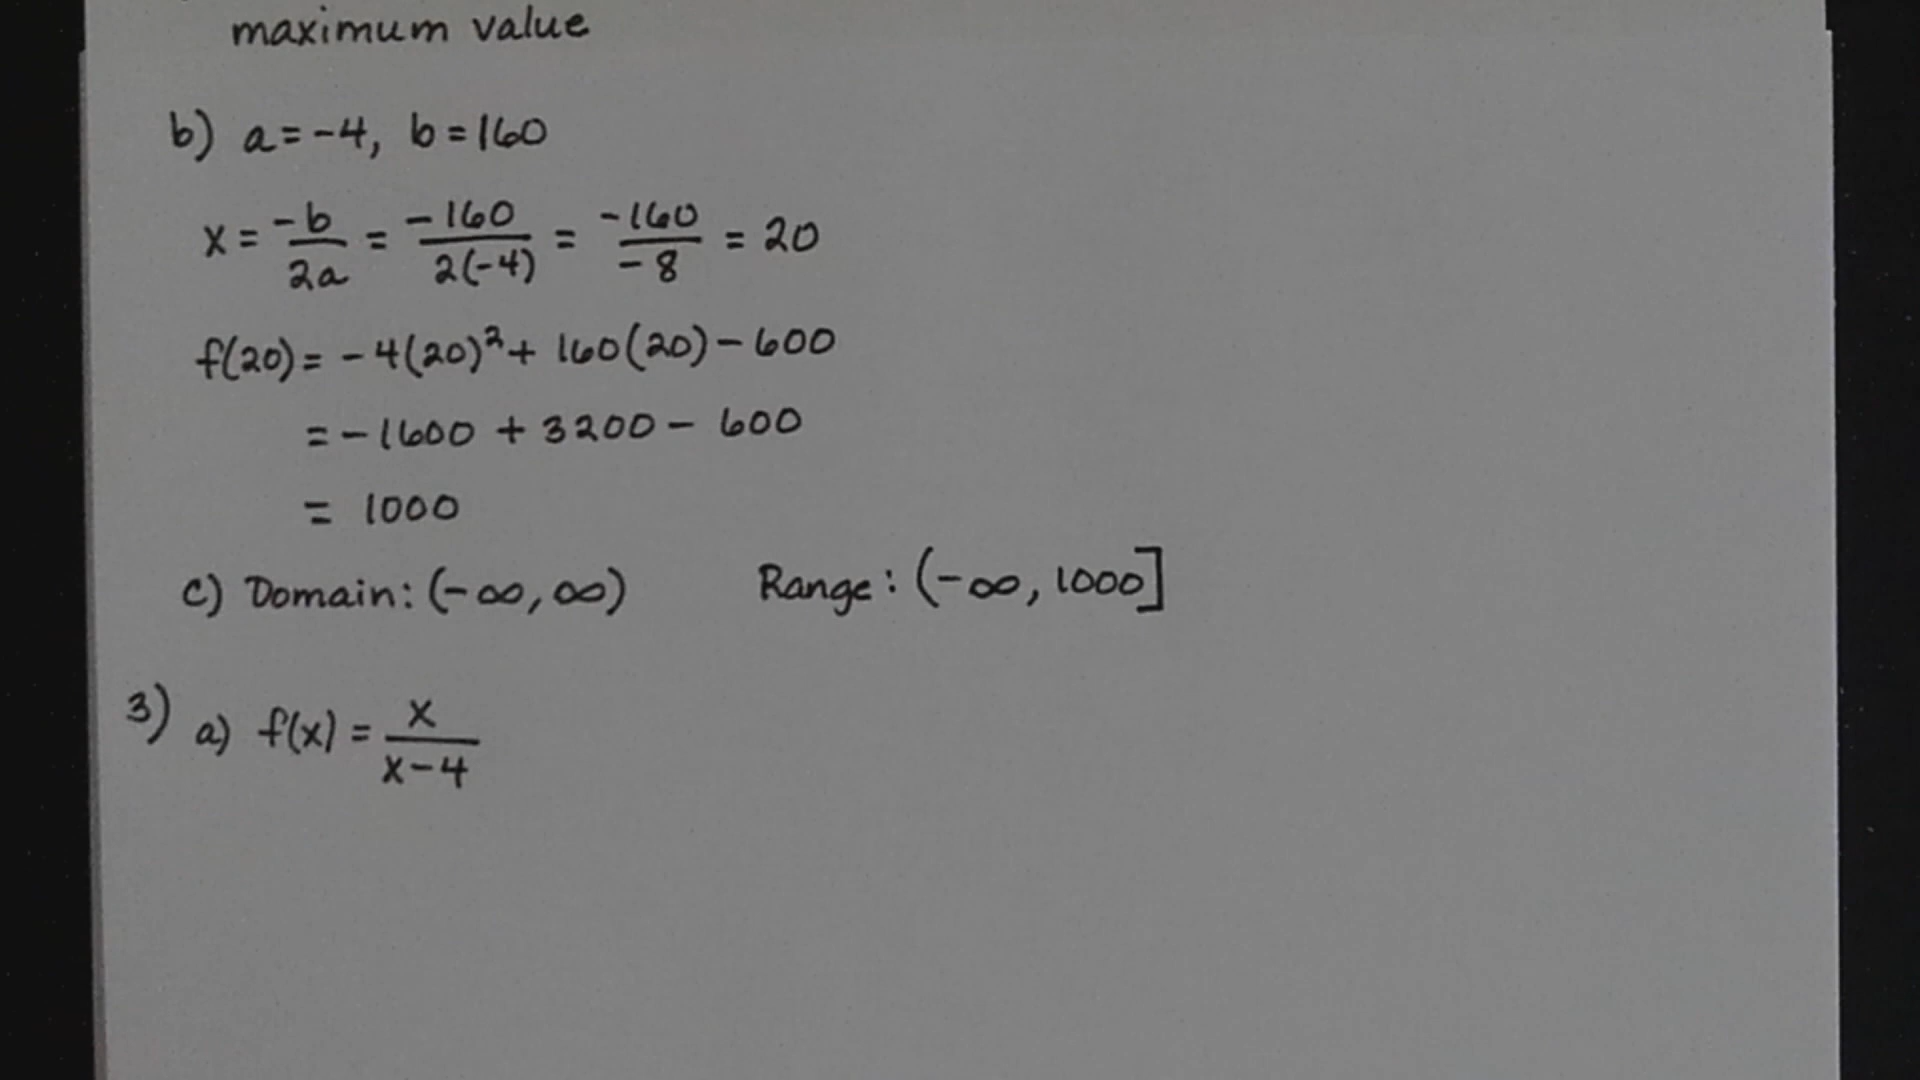 maximum value
b) a=-4, b=160
x = -b/2a = -160/2(-4) = -160/-8 = 20
f(20) = -4(20)²+ 160(20)-600
= -1600 + 3200 - 600
= 1000
c) Domain: (-∞,∞) Range: (-∞, 1000]
3) a) f(x) = x/x-4